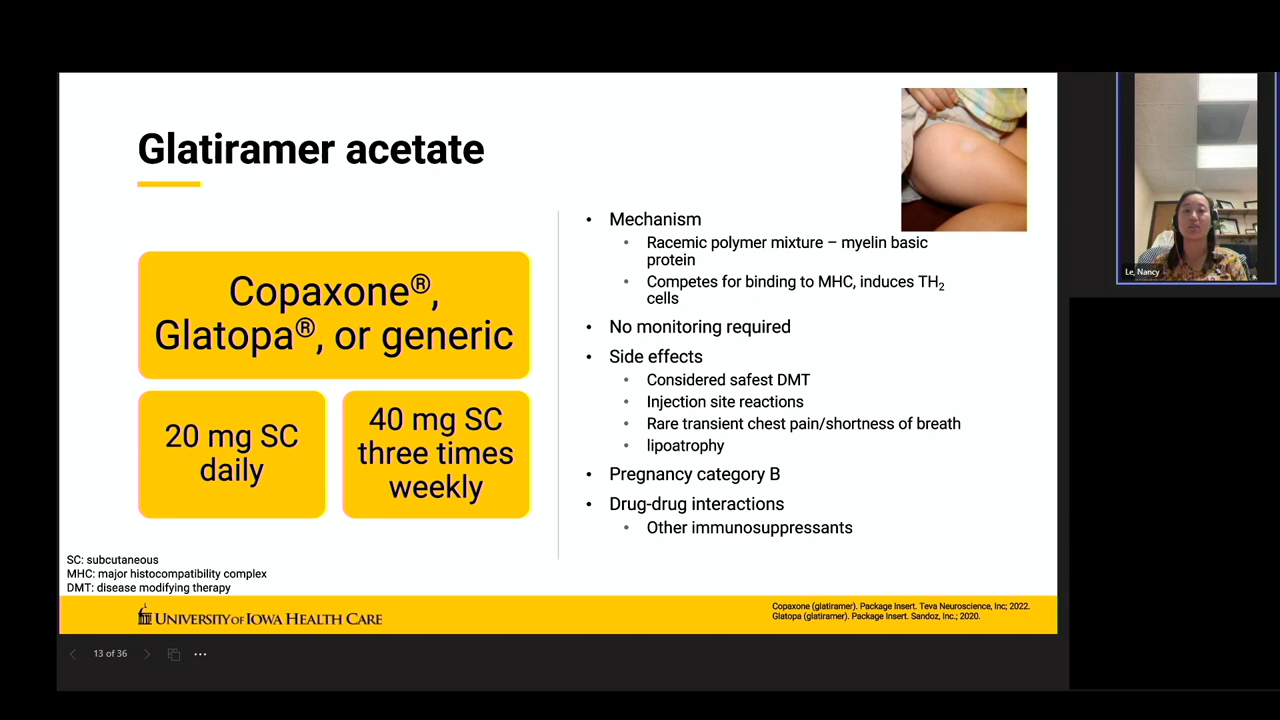 Glatiramer acetate
Copaxone®,
Glatopa®, or generic
20 mg SC
daily
40 mg SC
three times
weekly
• Mechanism
• Racemic polymer mixture – myelin basic
protein
• Competes for binding to MHC, induces TH₂
cells
• No monitoring required
• Side effects
• Considered safest DMT
• Injection site reactions
• Rare transient chest pain/shortness of breath
• lipoatrophy
• Pregnancy category B
• Drug-drug interactions
• Other immunosuppressants
SC: subcutaneous
MHC: major histocompatibility complex
DMT: disease modifying therapy
UNIVERSITY OF IOWA HEALTH CARE
Copaxone (glatiramer). Package Insert. Teva Neuroscience, Inc; 2022.
Glatopa (glatiramer). Package Insert. Sandoz, Inc.; 2020.
13 of 36
Le, Nancy